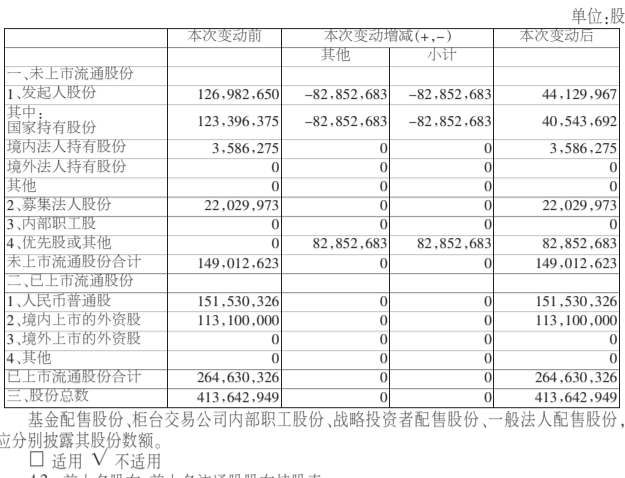 单位:股
本次变动前 本次变动增减(+,-) 本次变动后
其他 小计
一、未上市流通股份
1、发起人股份 126,982,650 -82,852,683 -82,852,683 44,129,967
其中:
国家持有股份 123,396,375 -82,852,683 -82,852,683 40,543,692
境内法人持有股份 3,586,275 0 0 3,586,275
境外法人持有股份 0 0 0 0
其他 0 0 0 0
2、募集法人股份 22,029,973 0 0 22,029,973
3、内部职工股 0 0 0 0
4、优先股或其他 0 82,852,683 82,852,683 82,852,683
未上市流通股份合计 149,012,623 0 0 149,012,623
二、已上市流通股份
1、人民币普通股 151,530,326 0 0 151,530,326
2、境内上市的外资股 113,100,000 0 0 113,100,000
3、境外上市的外资股 0 0 0 0
4、其他 0 0 0 0
已上市流通股份合计 264,630,326 0 0 264,630,326
三、股份总数 413,642,949 0 0 413,642,949
基金配售股份、柜台交易公司内部职工股份、战略投资者配售股份、一般法人配售股份,
应分别披露其股份数额。
□ 适用 √ 不适用